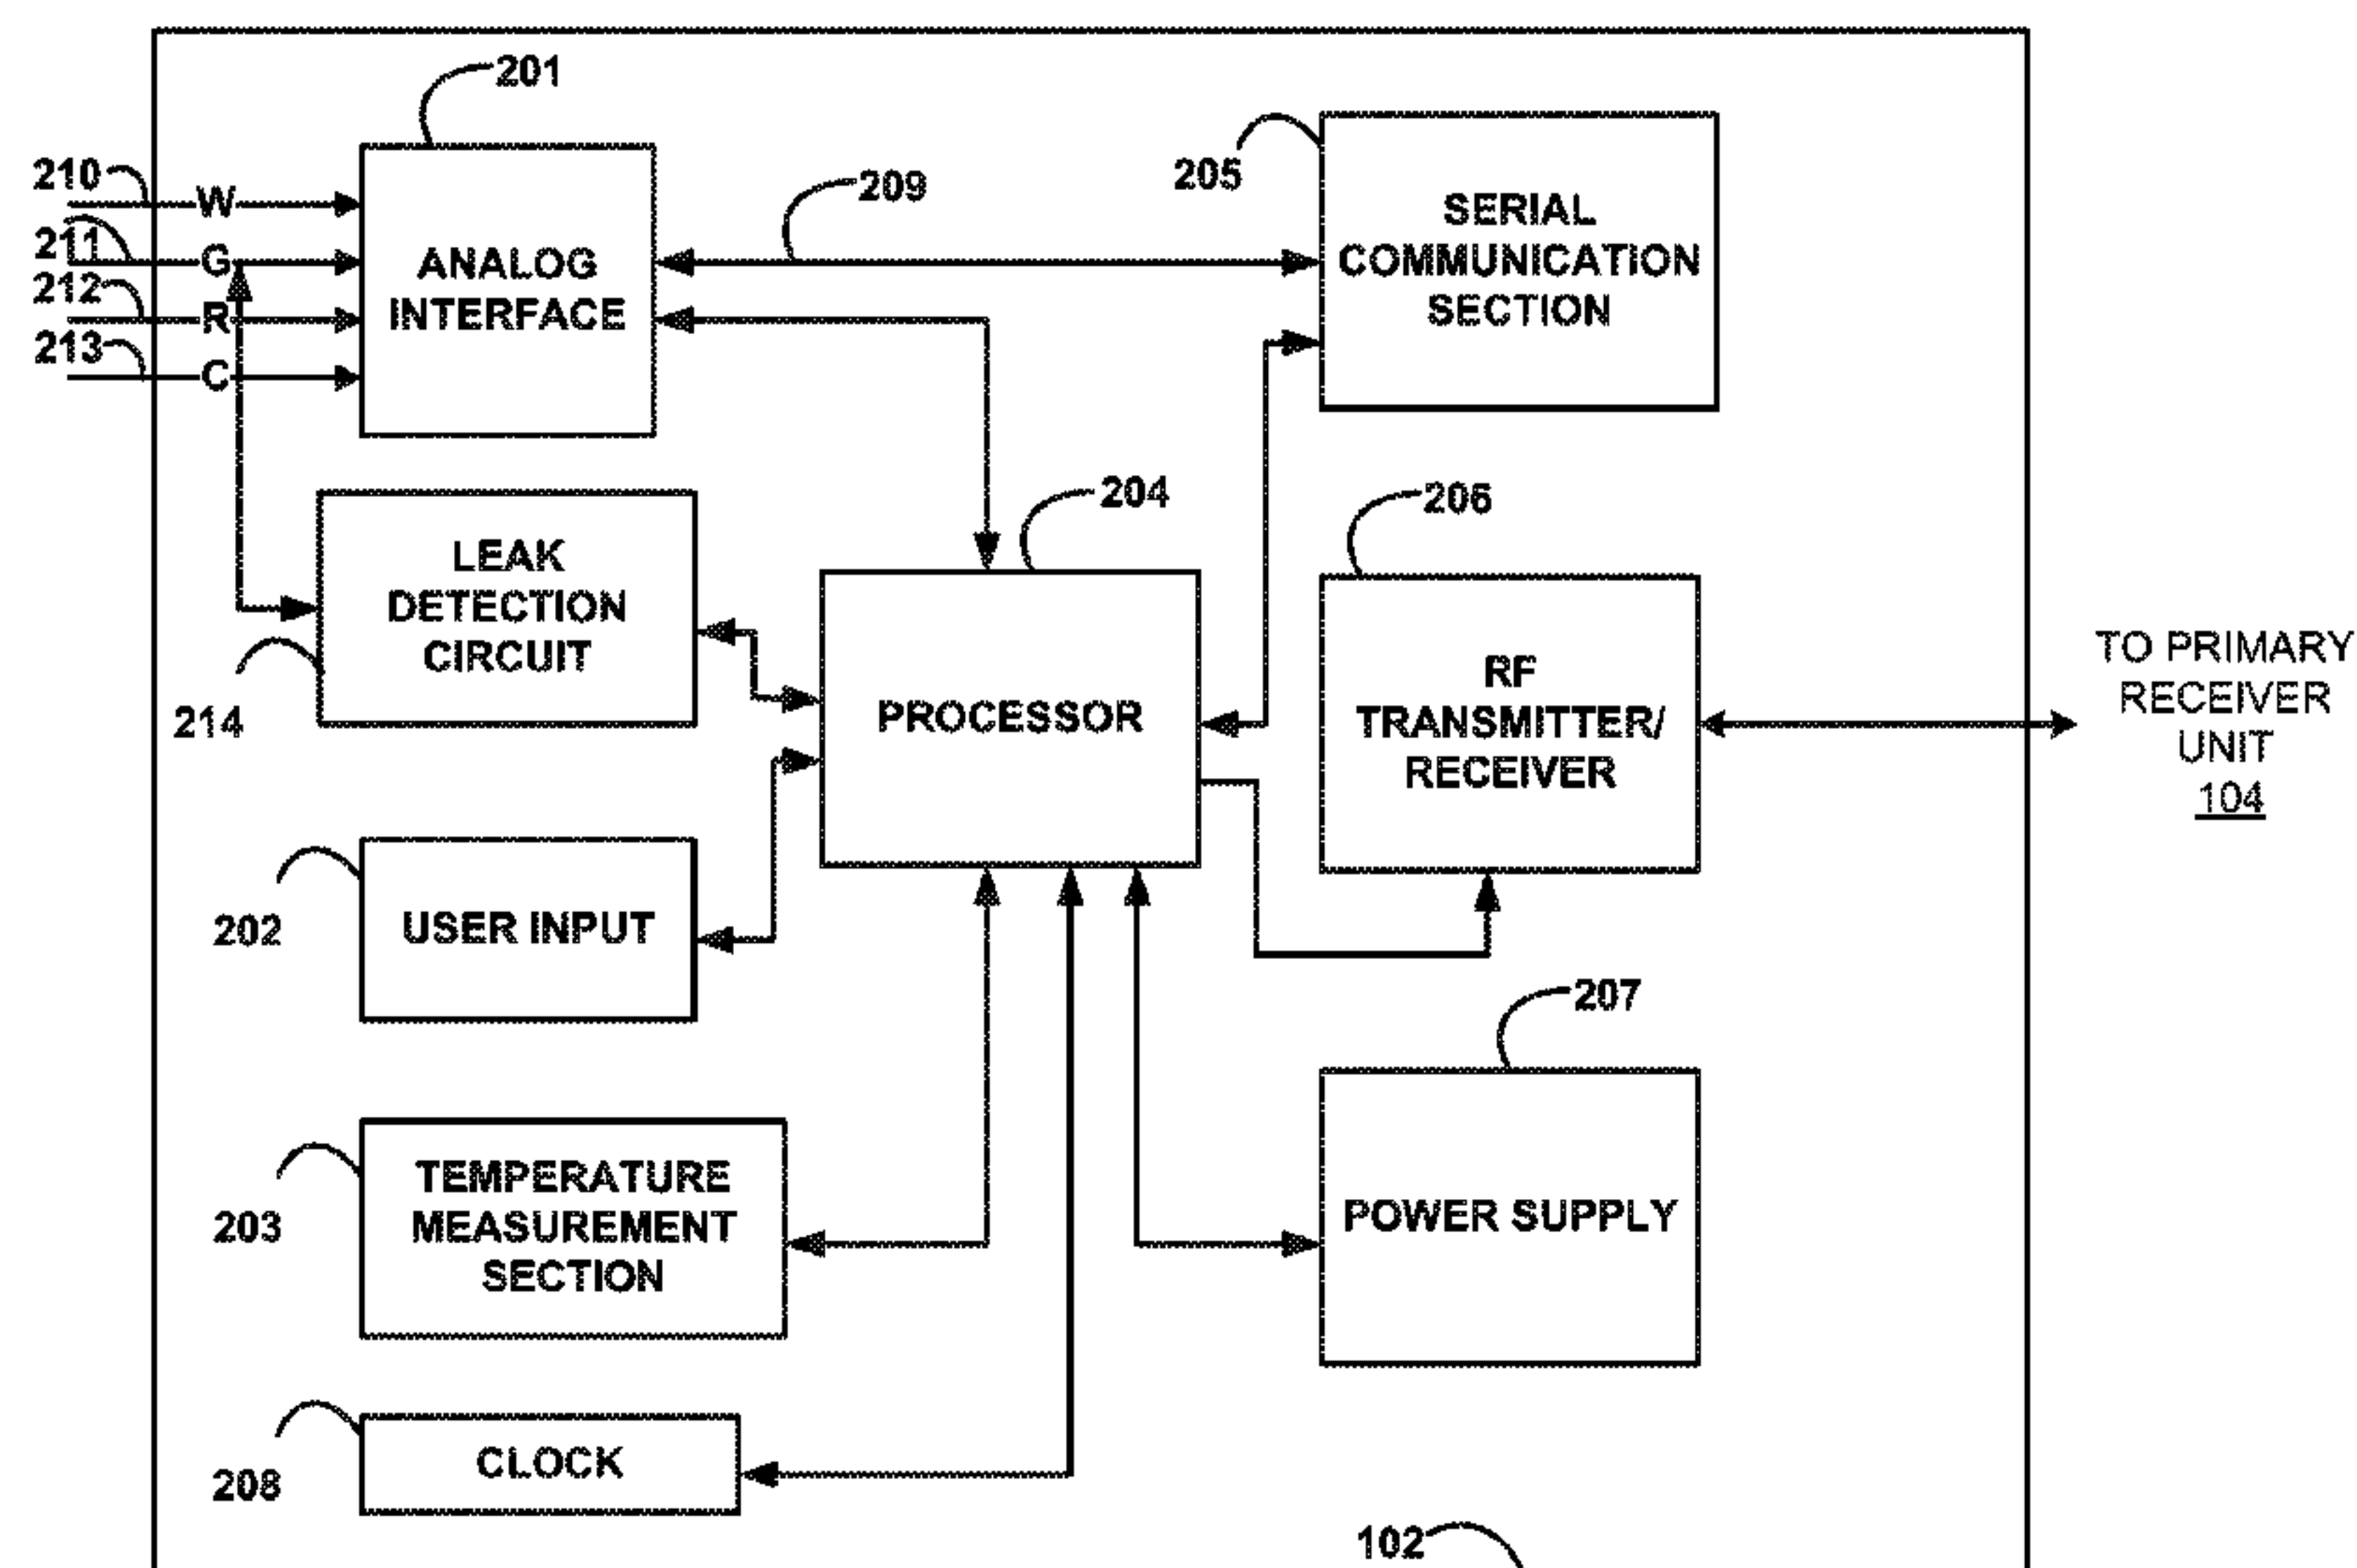 201
210
W
211
G
212
R
213
C
ANALOG
INTERFACE
209
205
SERIAL
COMMUNICATION
SECTION
LEAK
DETECTION
CIRCUIT
214
204
PROCESSOR
206
RF
TRANSMITTER/
RECEIVER
TO PRIMARY
RECEIVER
UNIT
104
202
USER INPUT
207
POWER SUPPLY
203
TEMPERATURE
MEASUREMENT
SECTION
208
CLOCK
102